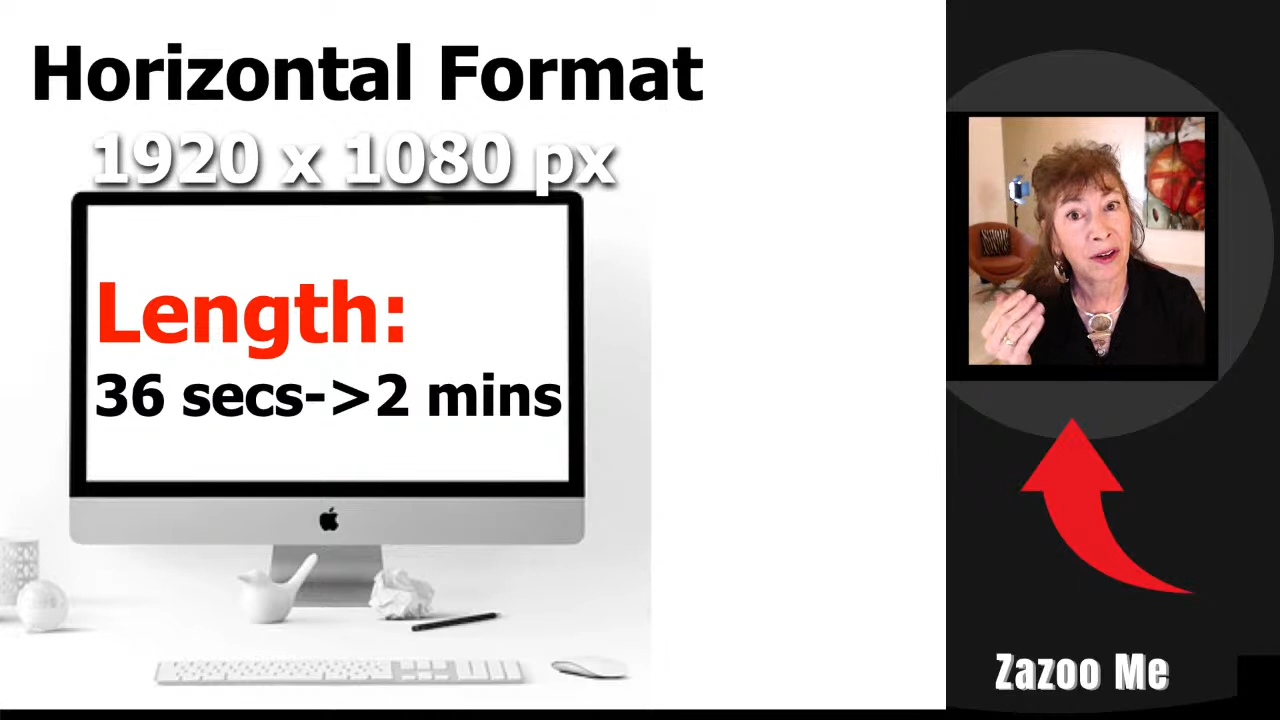 Horizontal Format
1920 x 1080 px
Length:
36 secs->2 mins
Zazoo Me